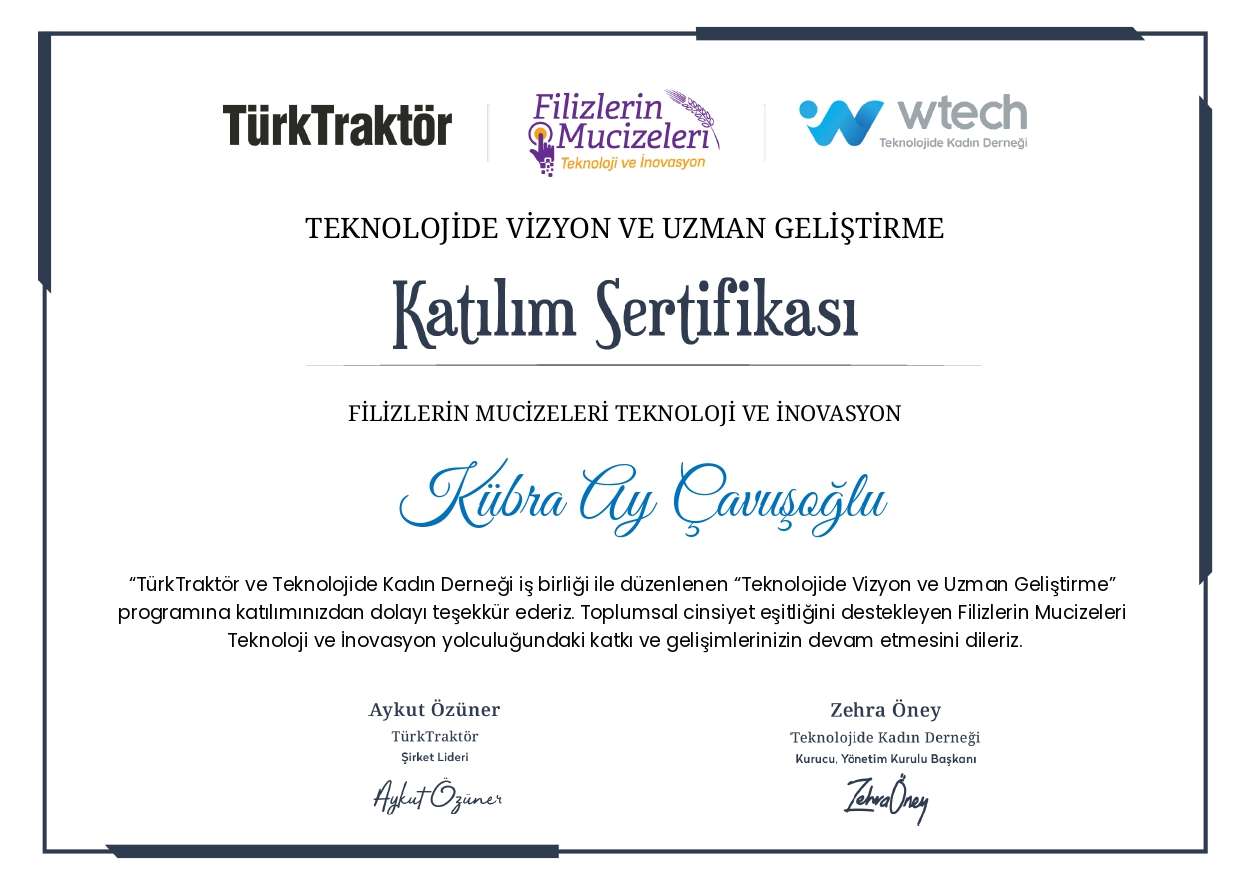 TürkTraktör
Filizlerin
Mucizeleri
Teknoloji ve İnovasyon
wtech
Teknolojide Kadın Derneği
TEKNOLOJİDE VİZYON VE UZMAN GELİŞTİRME
Katılım Sertifikası
FİLİZLERİN MUCİZELERİ TEKNOLOJİ VE İNOVASYON
Kübra Ay Çavuşoğlu
“TürkTraktör ve Teknolojide Kadın Derneği iş birliği ile düzenlenen “Teknolojide Vizyon ve Uzman Geliştirme”
programına katılımınızdan dolayı teşekkür ederiz. Toplumsal cinsiyet eşitliğini destekleyen Filizlerin Mucizeleri
Teknoloji ve İnovasyon yolculuğundaki katkı ve gelişimlerinizin devam etmesini dileriz.
Aykut Özüner
TürkTraktör
Şirket Lideri
Aykut Özüner
Zehra Öney
Teknolojide Kadın Derneği
Kurucu, Yönetim Kurulu Başkanı
Zehra Öney